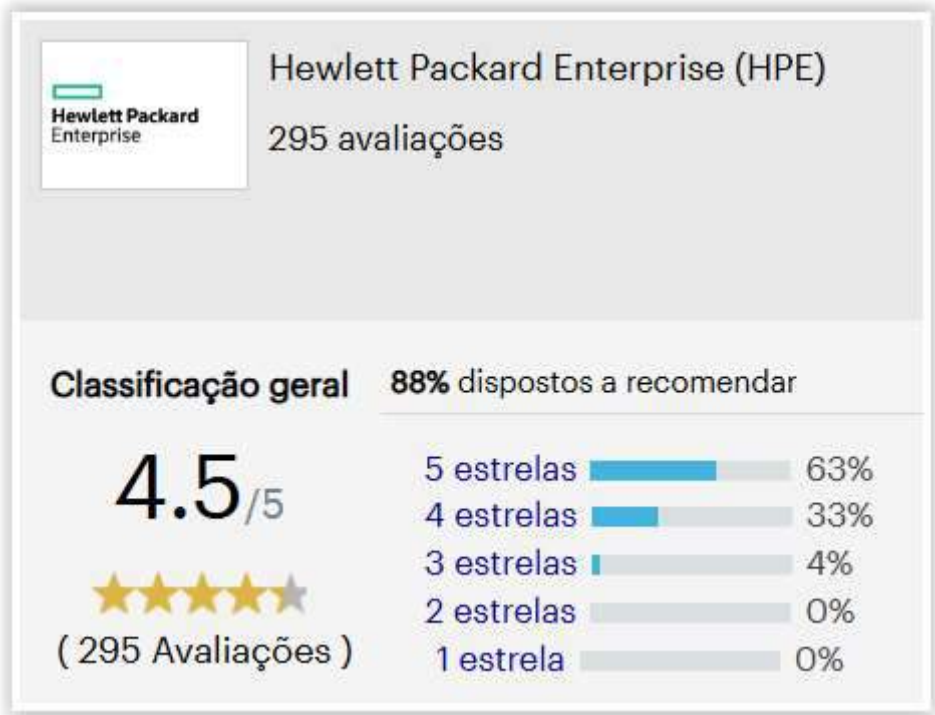 Hewlett Packard
Enterprise
Hewlett Packard Enterprise (HPE)
295 avaliações
Classificação geral
88% dispostos a recomendar
4.5/5
( 295 Avaliações )
5 estrelas 63%
4 estrelas 33%
3 estrelas 4%
2 estrelas 0%
1 estrela 0%